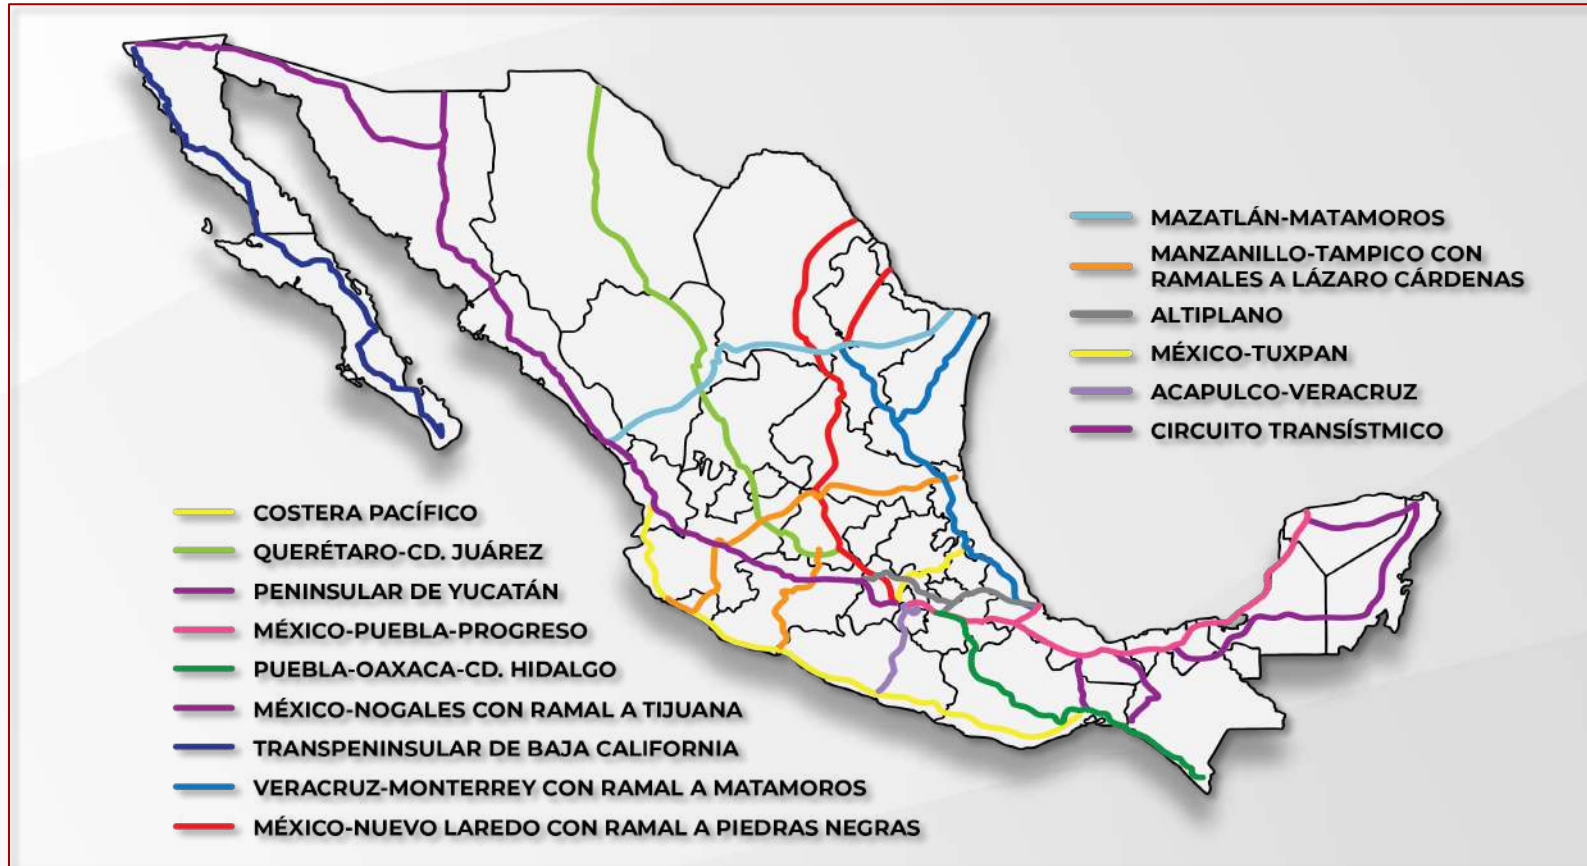 COSTERA PACÍFICO
QUERÉTARO-CD. JUÁREZ
PENINSULAR DE YUCATÁN
MÉXICO-PUEBLA-PROGRESO
PUEBLA-OAXACA-CD. HIDALGO
MÉXICO-NOGALES CON RAMAL A TIJUANA
TRANSPENINSULAR DE BAJA CALIFORNIA
VERACRUZ-MONTERREY CON RAMAL A MATAMOROS
MÉXICO-NUEVO LAREDO CON RAMAL A PIEDRAS NEGRAS
MAZATLÁN-MATAMOROS
MANZANILLO-TAMPICO CON
RAMALES A LÁZARO CÁRDENAS
ALTIPLANO
MÉXICO-TUXPAN
ACAPULCO-VERACRUZ
CIRCUITO TRANSÍSTMICO